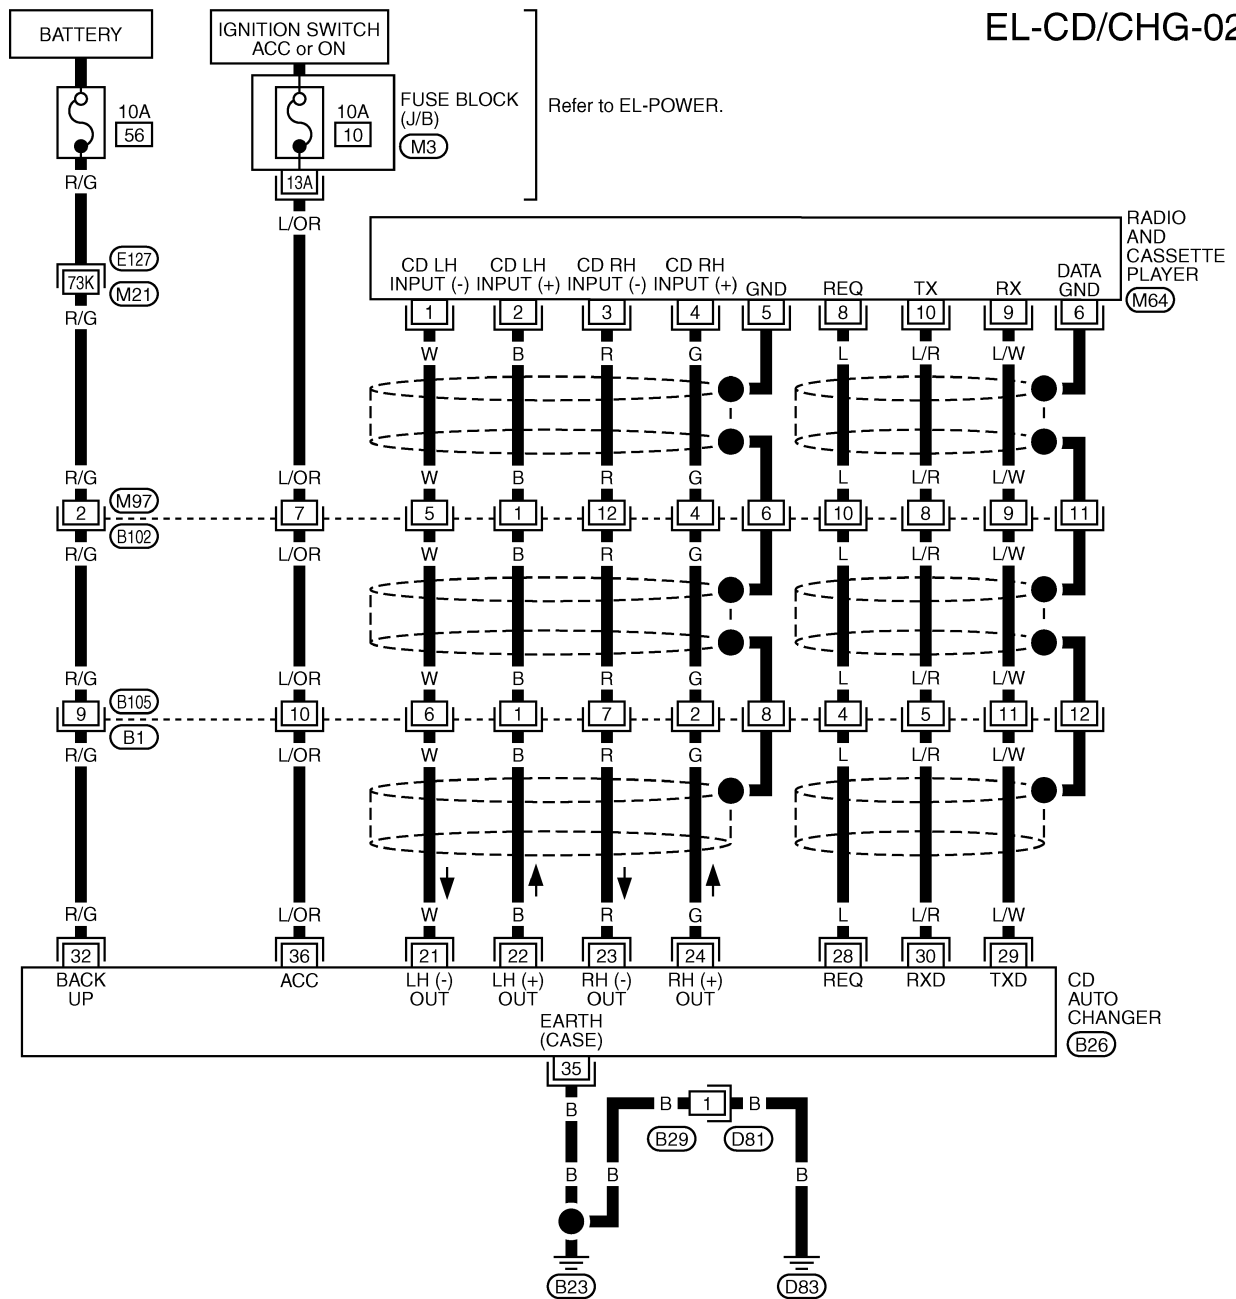 EL-CD/CHG-02
BATTERY
IGNITION SWITCH
ACC or ON
10A
56
10A
10
FUSE BLOCK
(J/B)
M3
Refer to EL-POWER.
R/G
13A
L/OR
E127
73K
M21
R/G
RADIO
AND
CASSETTE
PLAYER
M64
CD LH
INPUT (-)
CD LH
INPUT (+)
CD RH
INPUT (-)
CD RH
INPUT (+)
GND
REQ
TX
RX
DATA
GND
1 2 3 4 5 8 10 9 6
W B R G L L/R L/W
R/G L/OR W B R G L L/R L/W
M97
2 7 5 1 12 4 6 10 8 9 11
B102
R/G L/OR W B R G L L/R L/W
R/G L/OR W B R G L L/R L/W
B105
9 10 6 1 7 2 8 4 5 11 12
B1
R/G L/OR W B R G L L/R L/W
R/G L/OR W B R G L L/R L/W
32 36 21 22 23 24 28 30 29
BACK
UP
ACC
LH (-)
OUT
LH (+)
OUT
RH (-)
OUT
RH (+)
OUT
REQ
RXD
TXD
CD
AUTO
CHANGER
B26
EARTH
(CASE)
35
B B 1 B
B29 D81
B B B
B23 D83